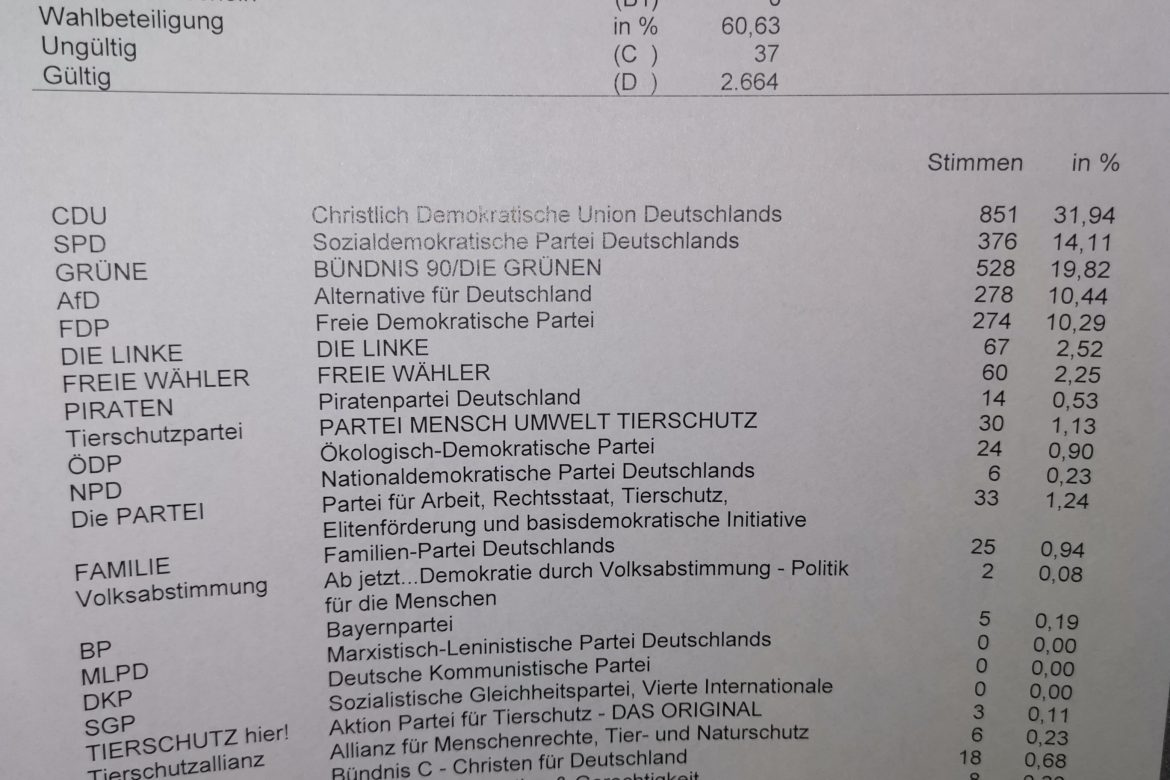 Wahlbeteiligung in % 60,63
Ungültig (C ) 37
Gültig (D ) 2.664
Stimmen in %
CDU Christlich Demokratische Union Deutschlands 851 31,94
SPD Sozialdemokratische Partei Deutschlands 376 14,11
GRÜNE BÜNDNIS 90/DIE GRÜNEN 528 19,82
AfD Alternative für Deutschland 278 10,44
FDP Freie Demokratische Partei 274 10,29
DIE LINKE DIE LINKE 67 2,52
FREIE WÄHLER FREIE WÄHLER 60 2,25
PIRATEN Piratenpartei Deutschland 14 0,53
Tierschutzpartei PARTEI MENSCH UMWELT TIERSCHUTZ 30 1,13
ÖDP Ökologisch-Demokratische Partei 24 0,90
NPD Nationaldemokratische Partei Deutschlands 6 0,23
Die PARTEI Partei für Arbeit, Rechtsstaat, Tierschutz, 33 1,24
Elitenförderung und basisdemokratische Initiative
FAMILIE Familien-Partei Deutschlands 25 0,94
Volksabstimmung Ab jetzt...Demokratie durch Volksabstimmung - Politik 2 0,08
für die Menschen
BP Bayernpartei 5 0,19
MLPD Marxistisch-Leninistische Partei Deutschlands 0 0,00
DKP Deutsche Kommunistische Partei 0 0,00
SGP Sozialistische Gleichheitspartei, Vierte Internationale 0 0,00
TIERSCHUTZ hier! Aktion Partei für Tierschutz - DAS ORIGINAL 3 0,11
Tierschutzallianz Allianz für Menschenrechte, Tier- und Naturschutz 6 0,23
Bündnis C - Christen für Deutschland 18 0,68